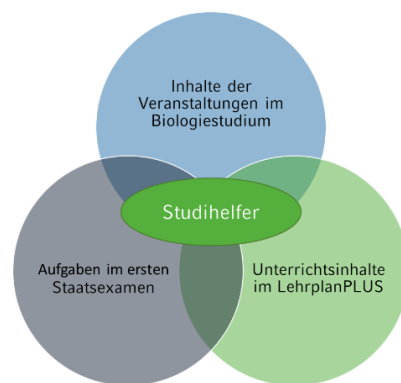 Inhalte der
Veranstaltungen im
Biologiestudium
Studihelfer
Aufgaben im ersten
Staatsexamen
Unterrichtsinhalte
im LehrplanPLUS